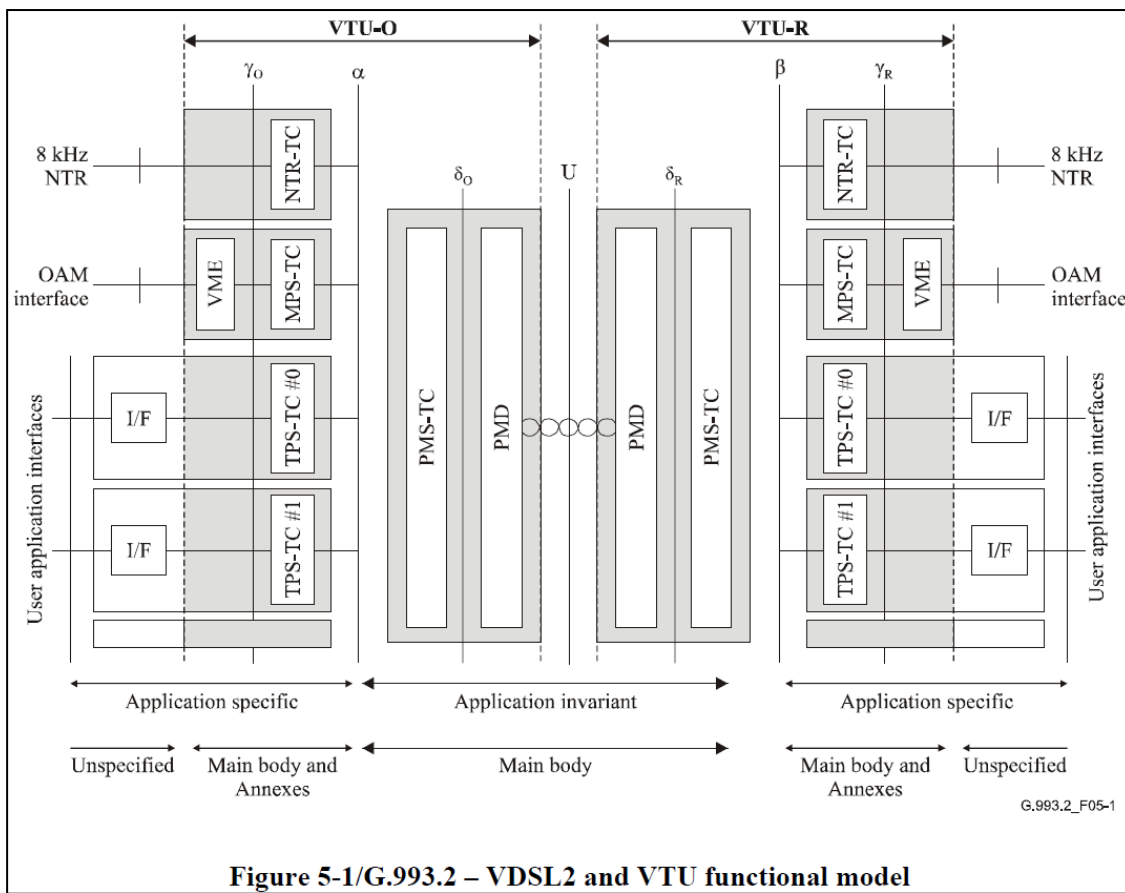 VTU-O VTU-R
γO α β γR
8 kHz NTR-TC δO U δR NTR-TC 8 kHz
NTR NTR
OAM VME MPS-TC MPS-TC VME OAM
interface interface
User application interfaces I/F TPS-TC #0 PMS-TC PMD PMD PMS-TC TPS-TC #0 I/F User application interfaces
I/F TPS-TC #1 TPS-TC #1 I/F
Application specific Application invariant Application specific
Unspecified Main body and Main body Main body and Unspecified
Annexes Annexes
G.993.2_F05-1
Figure 5-1/G.993.2 – VDSL2 and VTU functional model